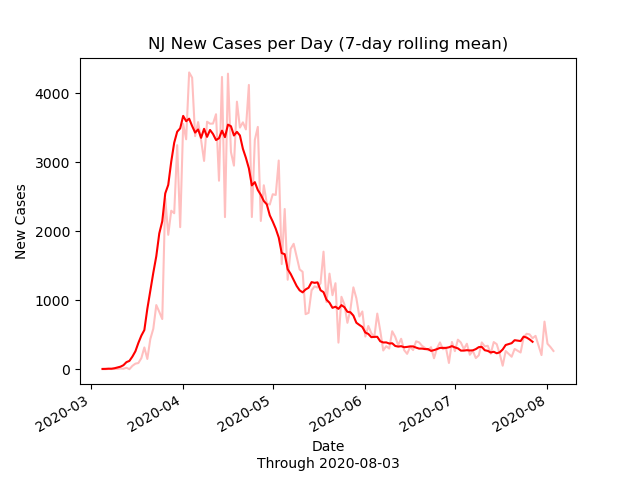 NJ New Cases per Day (7-day rolling mean)
4000
3000
2000
1000
0
New Cases
2020-03
2020-04
2020-05
2020-06
2020-07
2020-08
Date
Through 2020-08-03